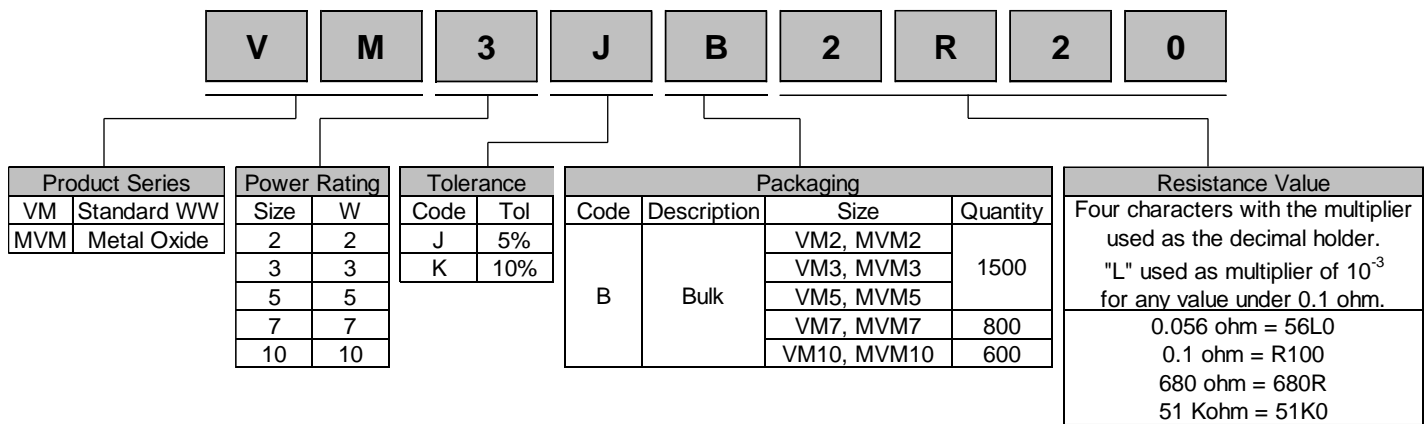 V M 3 J B 2 R 2 0
Product Series
VM Standard WW
MVM Metal Oxide
Power Rating
Size W
2 2
3 3
5 5
7 7
10 10
Tolerance
Code Tol
J 5%
K 10%
Packaging
Code Description Size Quantity
B Bulk
VM2, MVM2
VM3, MVM3
VM5, MVM5
1500
VM7, MVM7 800
VM10, MVM10 600
Resistance Value
Four characters with the multiplier
used as the decimal holder.
"L" used as multiplier of 10⁻³
for any value under 0.1 ohm.
0.056 ohm = 56L0
0.1 ohm = R100
680 ohm = 680R
51 Kohm = 51K0